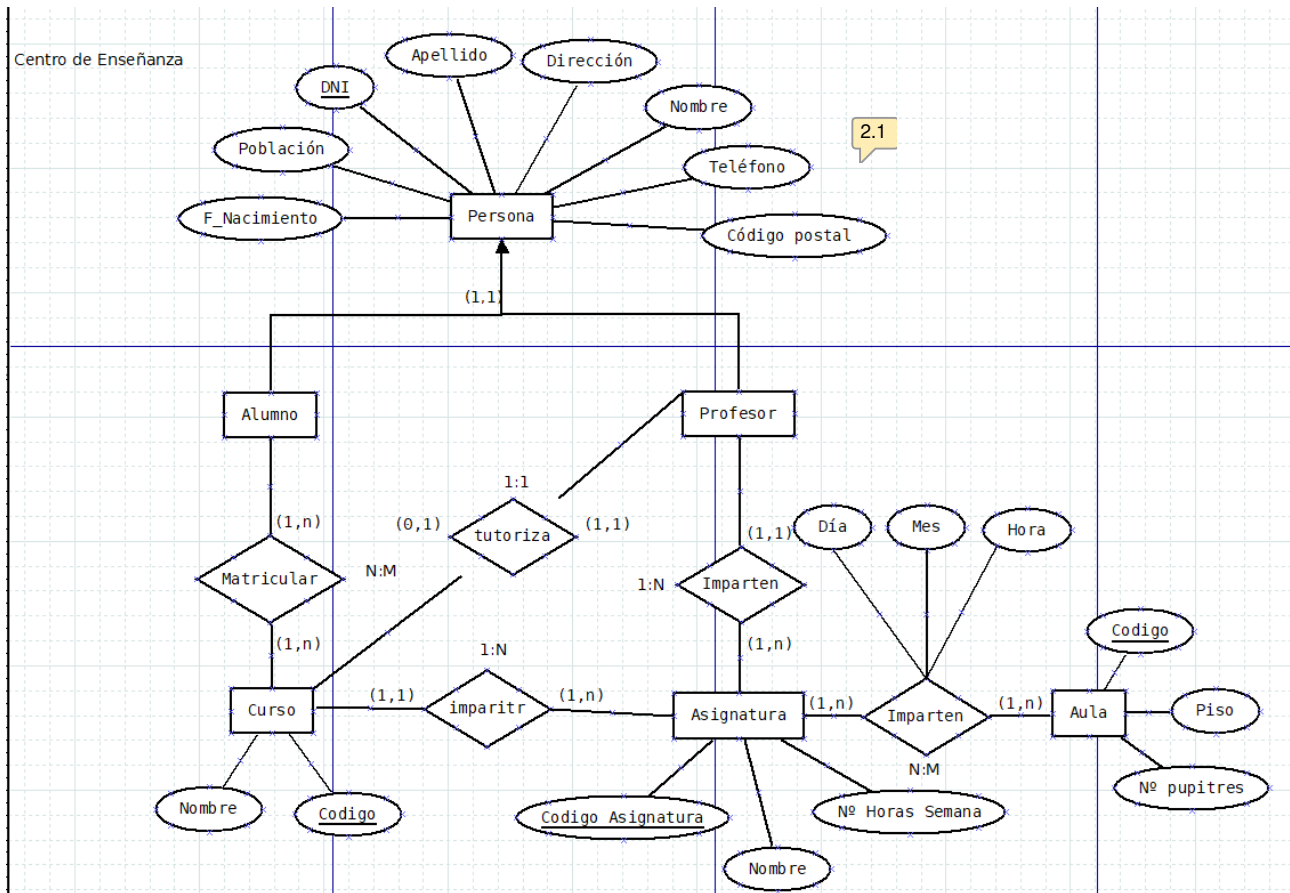 Centro de Enseñanza
Apellido
Dirección
DNI
Nombre
2.1
Población
Teléfono
F_Nacimiento
Persona
Código postal
(1,1)
Alumno
Profesor
1:1
(1,n)
(0,1)
tutoriza
(1,1)
Día
Mes
Hora
(1,1)
Matricular
N:M
1:N
Imparten
Codigo
(1,n)
(1,n)
1:N
Curso
(1,1)
imparitr
(1,n)
Asignatura
(1,n)
Imparten
(1,n)
Aula
Piso
N:M
Nº pupitres
Nombre
Codigo
Codigo Asignatura
Nº Horas Semana
Nombre